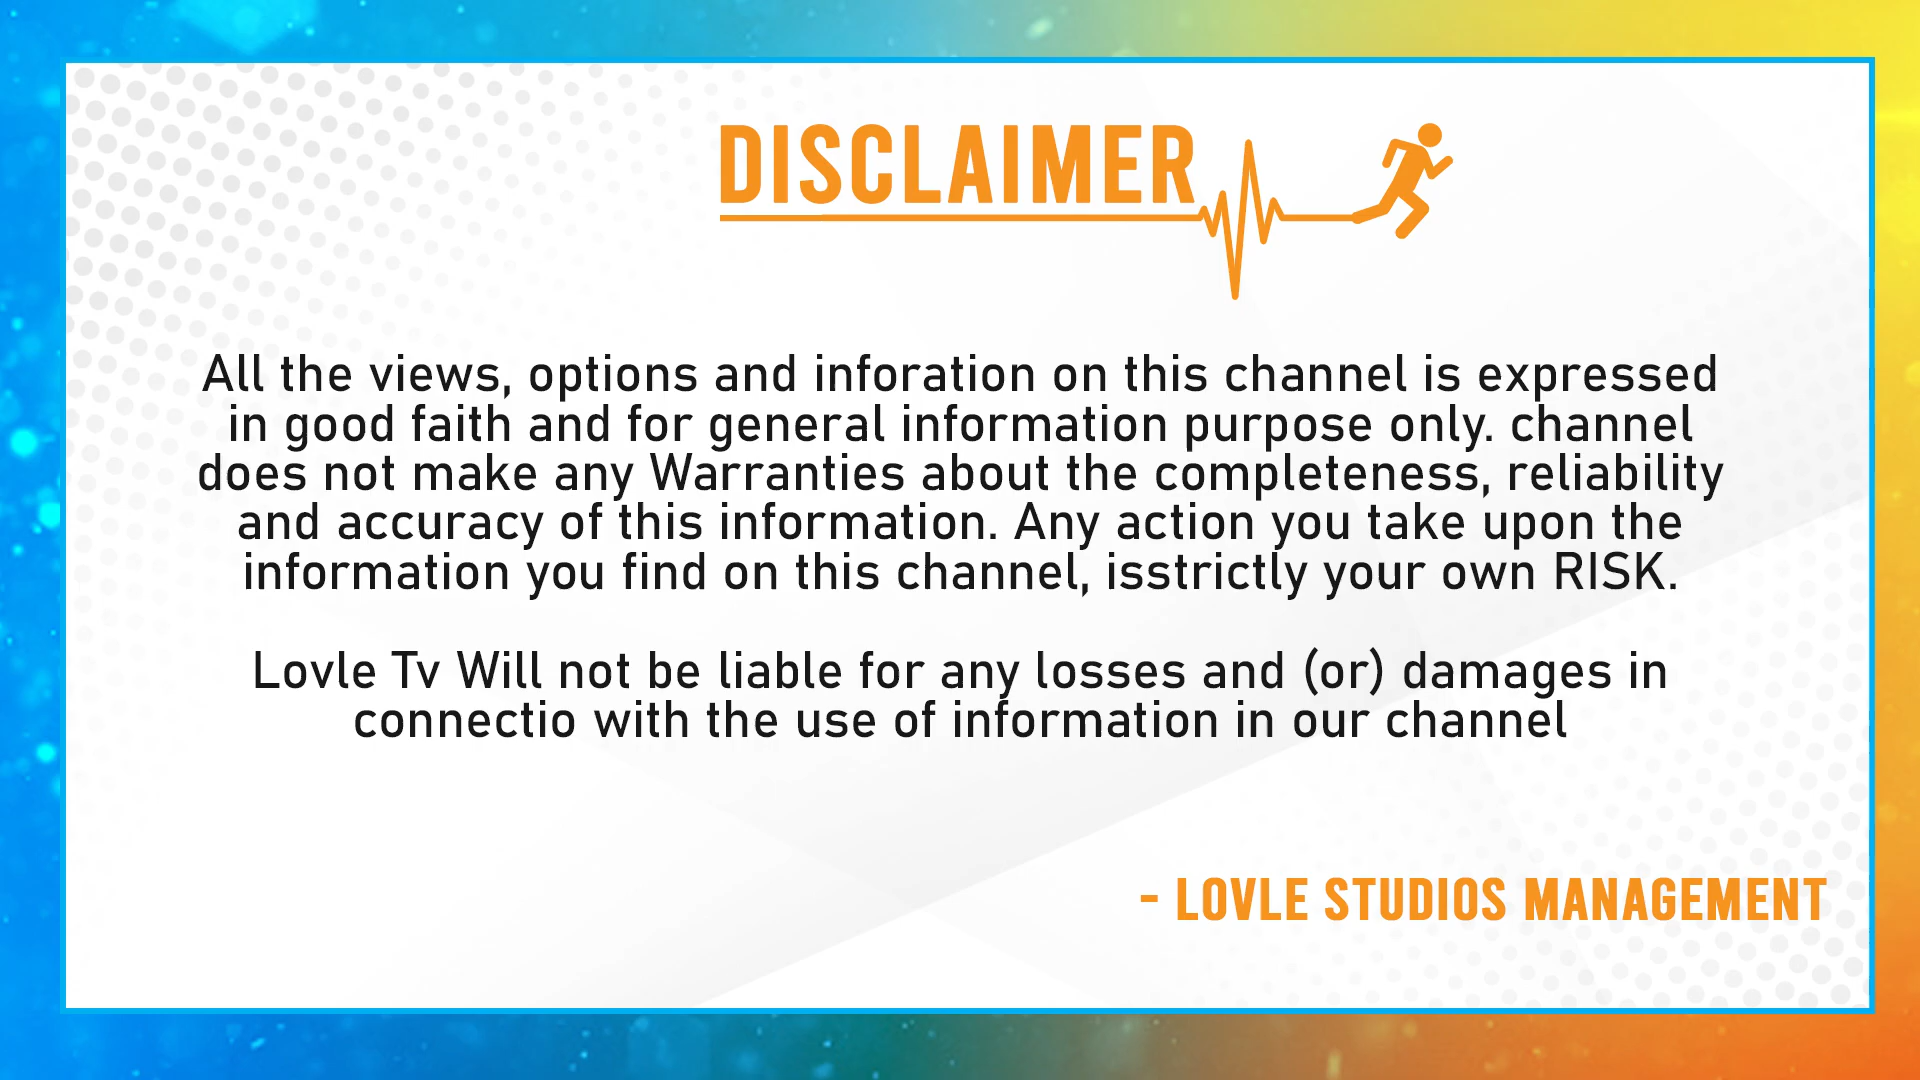 DISCLAIMER
All the views, options and inforation on this channel is expressed
in good faith and for general information purpose only. channel
does not make any Warranties about the completeness, reliability
and accuracy of this information. Any action you take upon the
information you find on this channel, isstrictly your own RISK.
Lovle Tv Will not be liable for any losses and (or) damages in
connectio with the use of information in our channel
- LOVLE STUDIOS MANAGEMENT